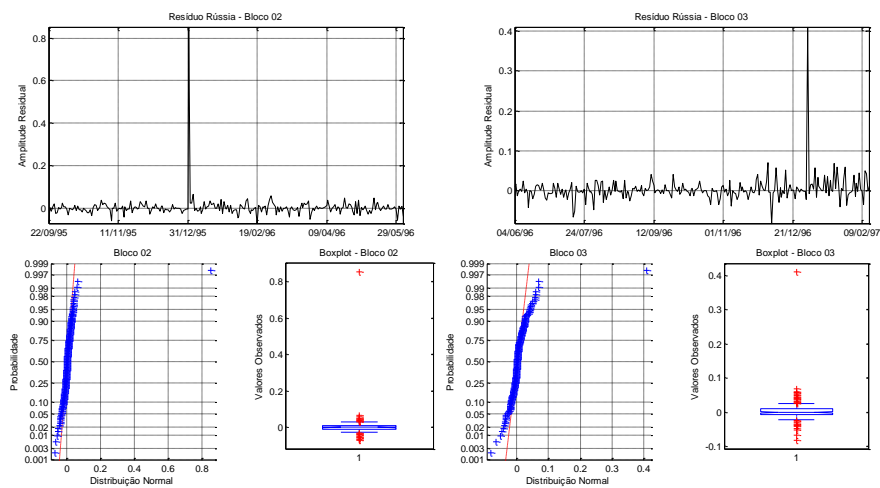 Resíduo Rússia - Bloco 02
Amplitude Residual
0.8
0.6
0.4
0.2
0
22/09/95 11/11/95 31/12/95 19/02/96 09/04/96 29/05/96
Resíduo Rússia - Bloco 03
Amplitude Residual
0.4
0.3
0.2
0.1
0
04/06/96 24/07/96 12/09/96 01/11/96 21/12/96 09/02/97
Bloco 02
Probabilidade
0.999
0.997
0.99
0.98
0.95
0.90
0.75
0.50
0.25
0.10
0.05
0.02
0.01
0.003
0.001
0 0.2 0.4 0.6 0.8
Distribuição Normal
Boxplot - Bloco 02
Valores Observados
0.8
0.6
0.4
0.2
0
1
Bloco 03
Probabilidade
0.999
0.997
0.99
0.98
0.95
0.90
0.75
0.50
0.25
0.10
0.05
0.02
0.01
0.003
0.001
0 0.1 0.2 0.3 0.4
Distribuição Normal
Boxplot - Bloco 03
Valores Observados
0.4
0.3
0.2
0.1
0
-0.1
1